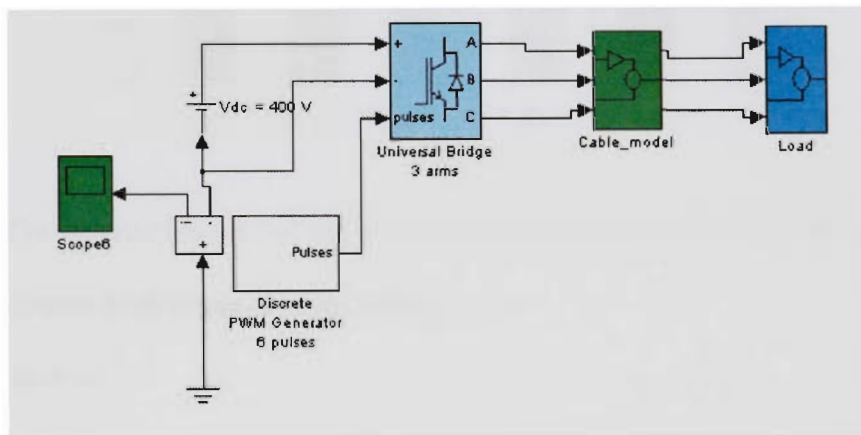 +
A
-
B
pulses
C
Universal Bridge
3 arms
Cable_model
Load
+
Vdc = 400 V
Scope6
+
Pulses
Discrete
PWM Generator
6 pulses